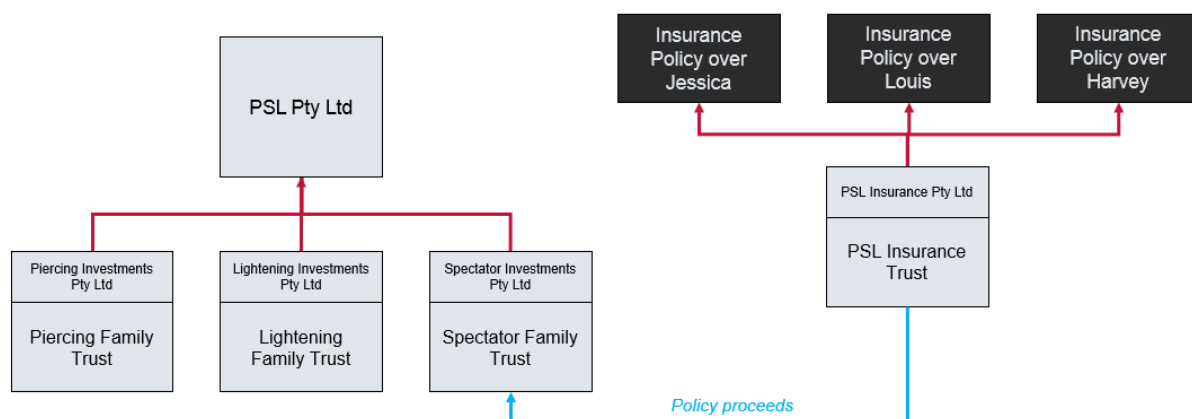 PSL Pty Ltd
Piercing Investments
Pty Ltd
Piercing Family
Trust
Lightening Investments
Pty Ltd
Lightening
Family Trust
Spectator Investments
Pty Ltd
Spectator Family
Trust
Insurance
Policy over
Jessica
Insurance
Policy over
Louis
Insurance
Policy over
Harvey
PSL Insurance Pty Ltd
PSL Insurance
Trust
Policy proceeds